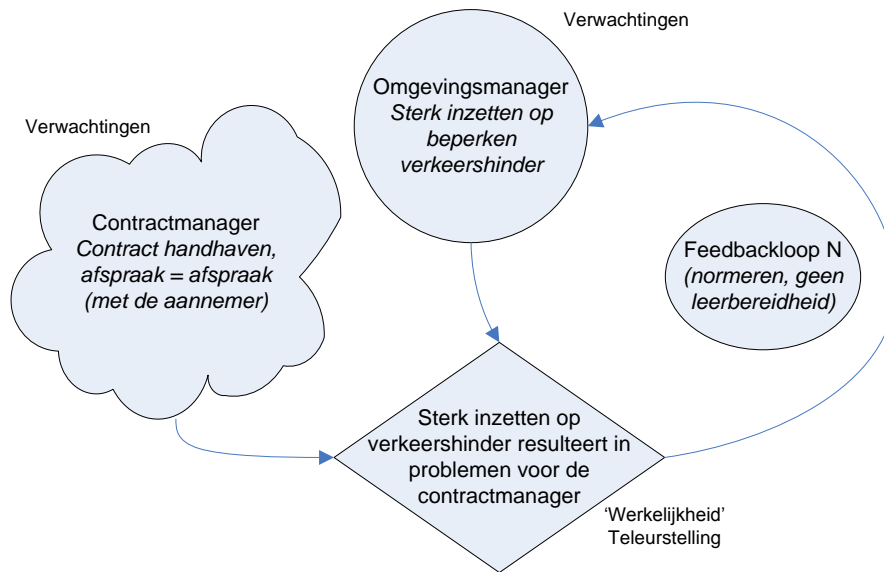 Verwachtingen
Omgevingsmanager
Sterk inzetten op
beperken
verkeershinder
Verwachtingen
Contractmanager
Contract handhaven,
afspraak = afspraak
(met de aannemer)
Feedbackloop N
(normeren, geen
leerbereidheid)
Sterk inzetten op
verkeershinder resulteert in
problemen voor de
contractmanager
‘Werkelijkheid’
Teleurstelling